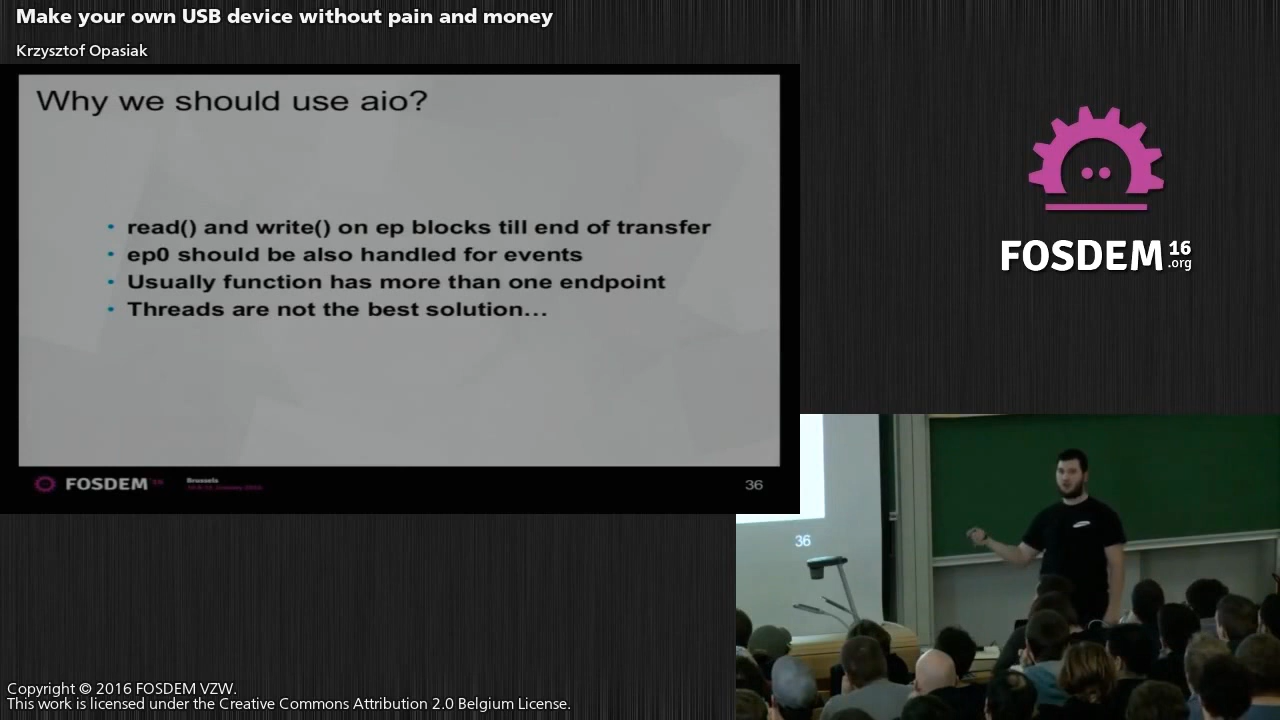 Make your own USB device without pain and money
Krzysztof Opasiak
Why we should use aio?
• read() and write() on ep blocks till end of transfer
• ep0 should be also handled for events
• Usually function has more than one endpoint
• Threads are not the best solution…
FOSDEM
Brussels
36
FOSDEM 16
.org
36
Copyright © 2016 FOSDEM VZW.
This work is licensed under the Creative Commons Attribution 2.0 Belgium License.